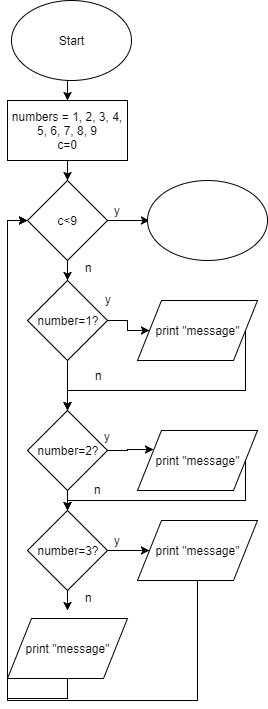 Start
numbers = 1, 2, 3, 4,
5, 6, 7, 8, 9
c=0
c<9
y
n
number=1?
y
print "message"
n
number=2?
y
print "message"
n
number=3?
y
print "message"
n
print "message"